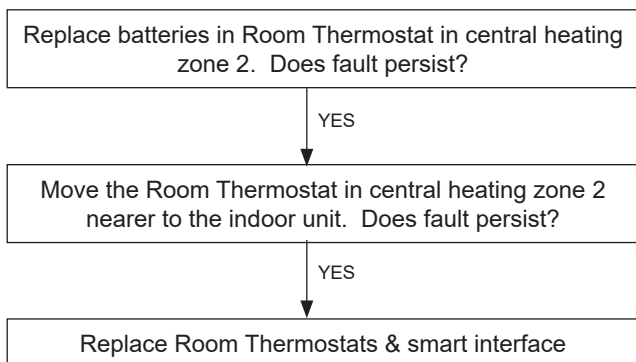 Replace batteries in Room Thermostat in central heating
zone 2.  Does fault persist?
YES
Move the Room Thermostat in central heating zone 2
nearer to the indoor unit.  Does fault persist?
YES
Replace Room Thermostats & smart interface